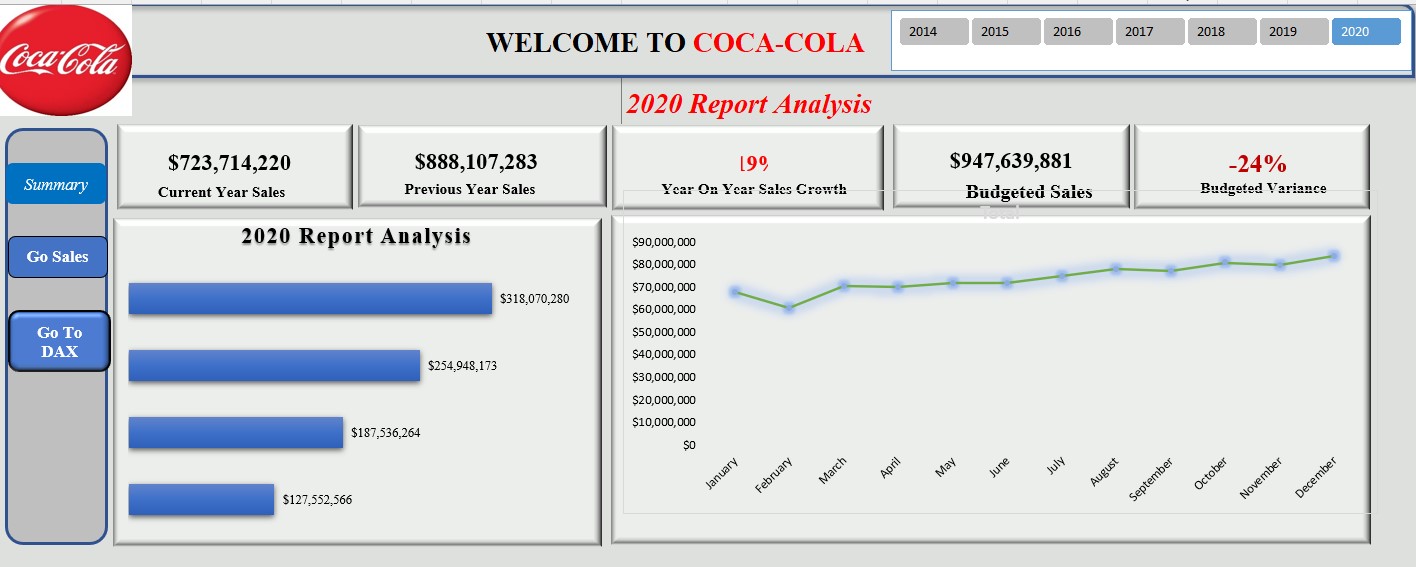 Coca-Cola
WELCOME TO COCA-COLA
2014 2015 2016 2017 2018 2019 2020
2020 Report Analysis
Summary
Go Sales
Go To
DAX
$723,714,220
Current Year Sales
$888,107,283
Previous Year Sales
19%
Year On Year Sales Growth
$947,639,881
Budgeted Sales
-24%
Budgeted Variance
2020 Report Analysis
$318,070,280
$254,948,173
$187,536,264
$127,552,566
Total
$90,000,000
$80,000,000
$70,000,000
$60,000,000
$50,000,000
$40,000,000
$30,000,000
$20,000,000
$10,000,000
$0
January February March April May June July August September October November December